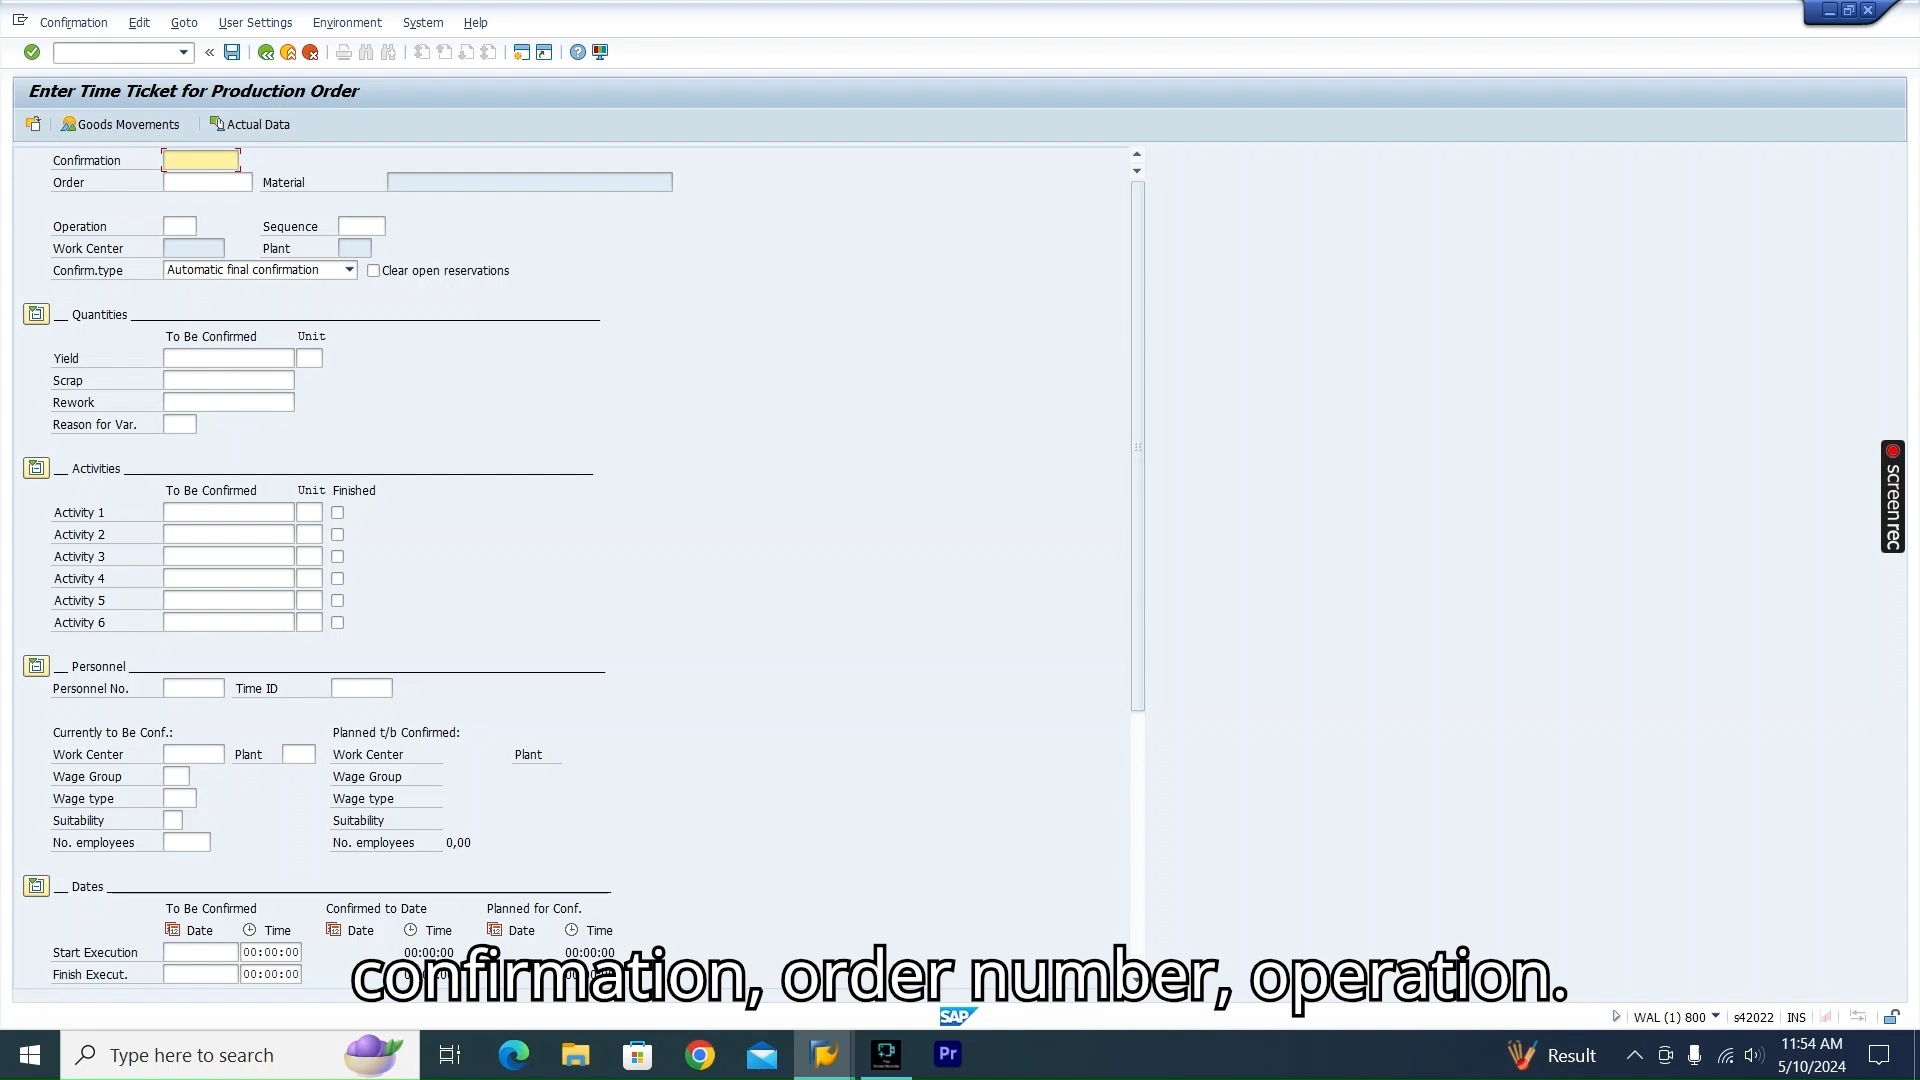 Confirmation Edit Goto User Settings Environment System Help
Enter Time Ticket for Production Order
Goods Movements Actual Data
Confirmation
Order Material
Operation Sequence
Work Center Plant
Confirm.type Automatic final confirmation Clear open reservations
Quantities
To Be Confirmed Unit
Yield
Scrap
Rework
Reason for Var.
Activities
To Be Confirmed Unit Finished
Activity 1
Activity 2
Activity 3
Activity 4
Activity 5
Activity 6
Personnel
Personnel No. Time ID
Currently to Be Conf.: Planned t/b Confirmed:
Work Center Plant Work Center Plant
Wage Group Wage Group
Wage type Wage type
Suitability Suitability
No. employees No. employees 0,00
Dates
To Be Confirmed Confirmed to Date Planned for Conf.
Date Time Date Time Date Time
Start Execution 00:00:00 00:00:00 00:00:00
Finish Execut. 00:00:00
confirmation, order number, operation.
screenrec
SAP
WAL (1) 800 s42022 INS
Type here to search
Pr
Result
11:54 AM
5/10/2024